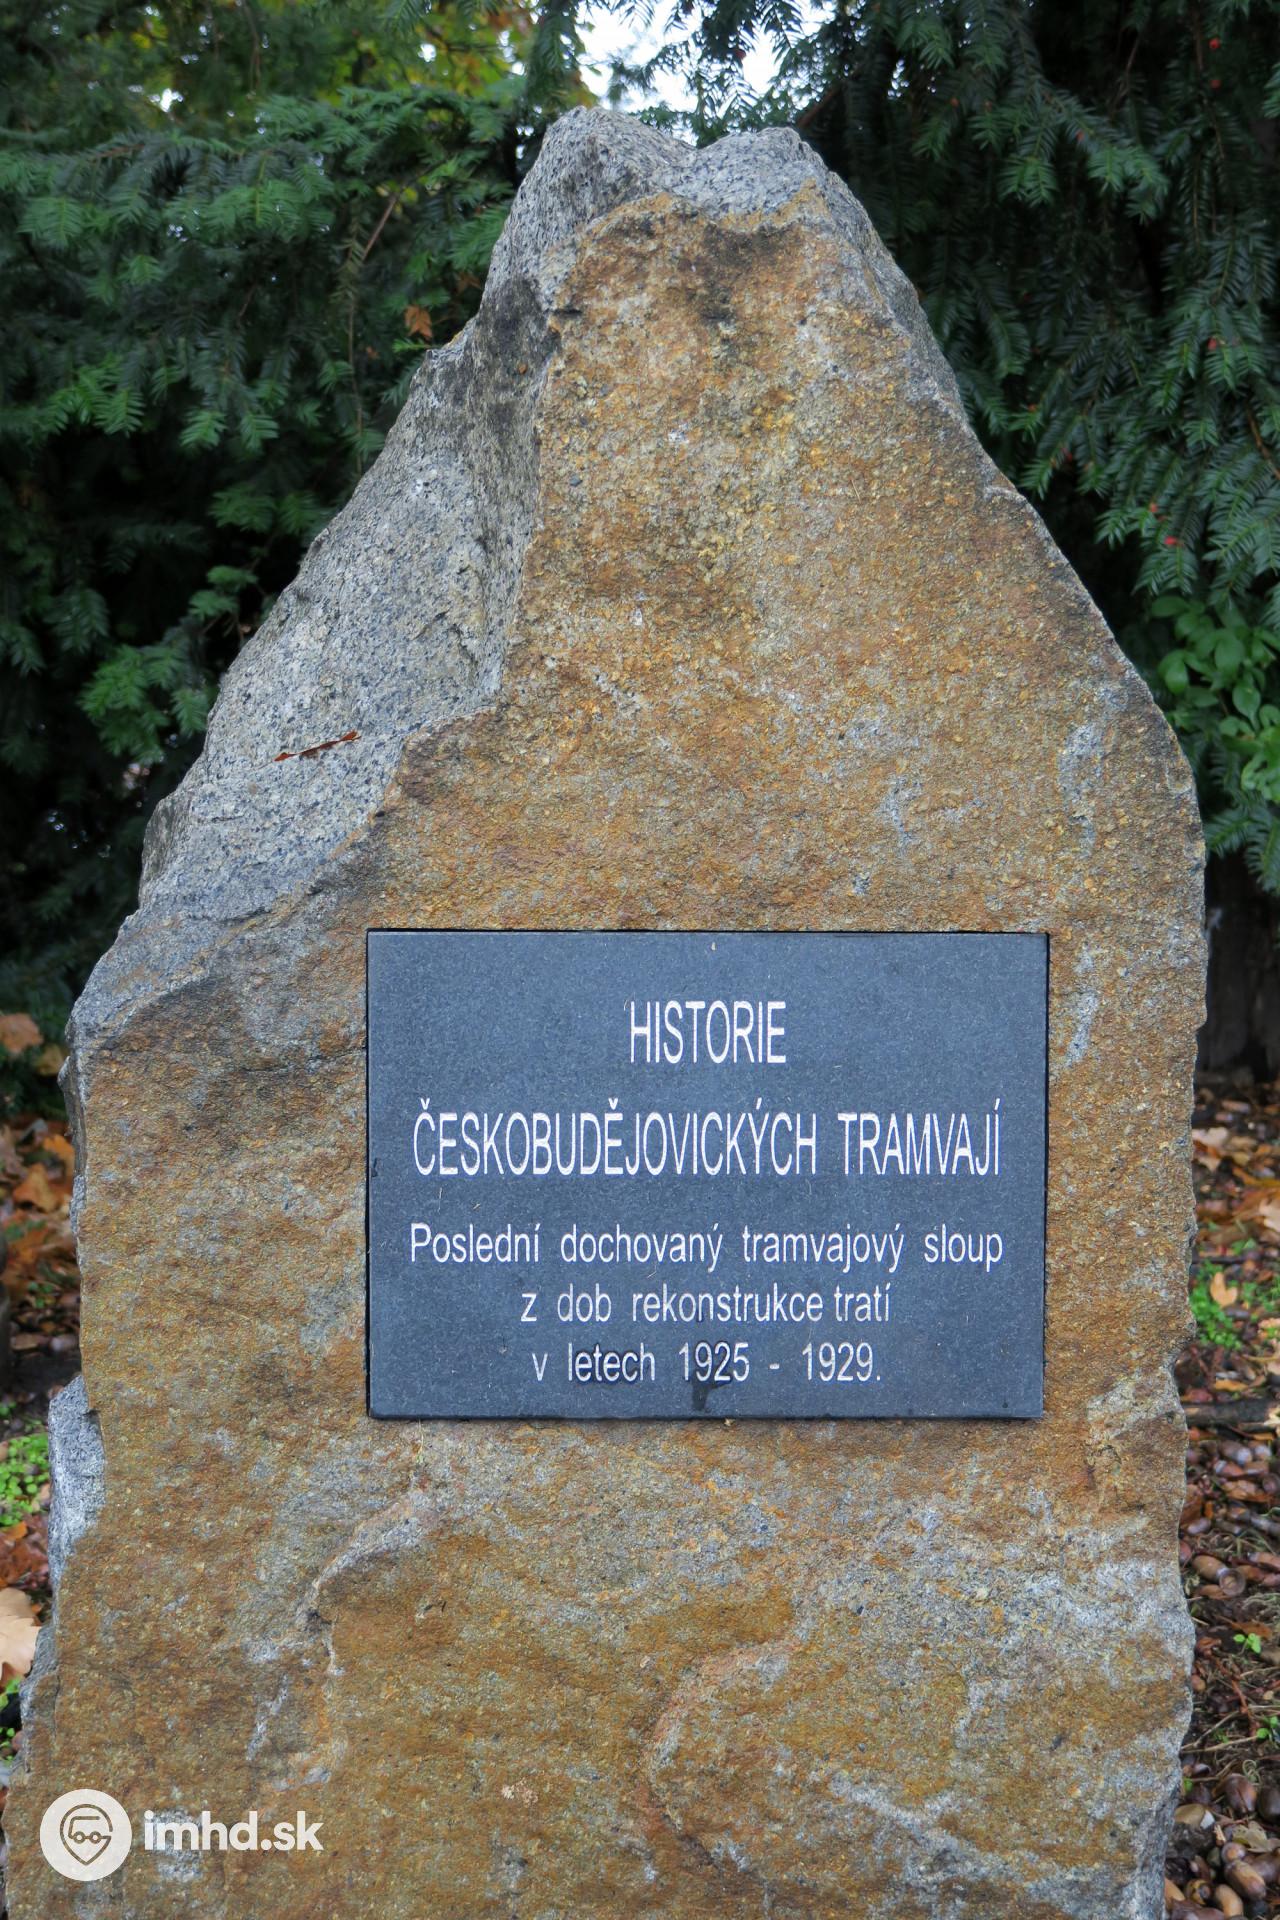 HISTORIE
ČESKOBUDĚJOVICKÝCH TRAMVAJÍ
Poslední dochovaný tramvajový sloup
z dob rekonstrukce tratí
v letech 1925 - 1929.
imhd.sk